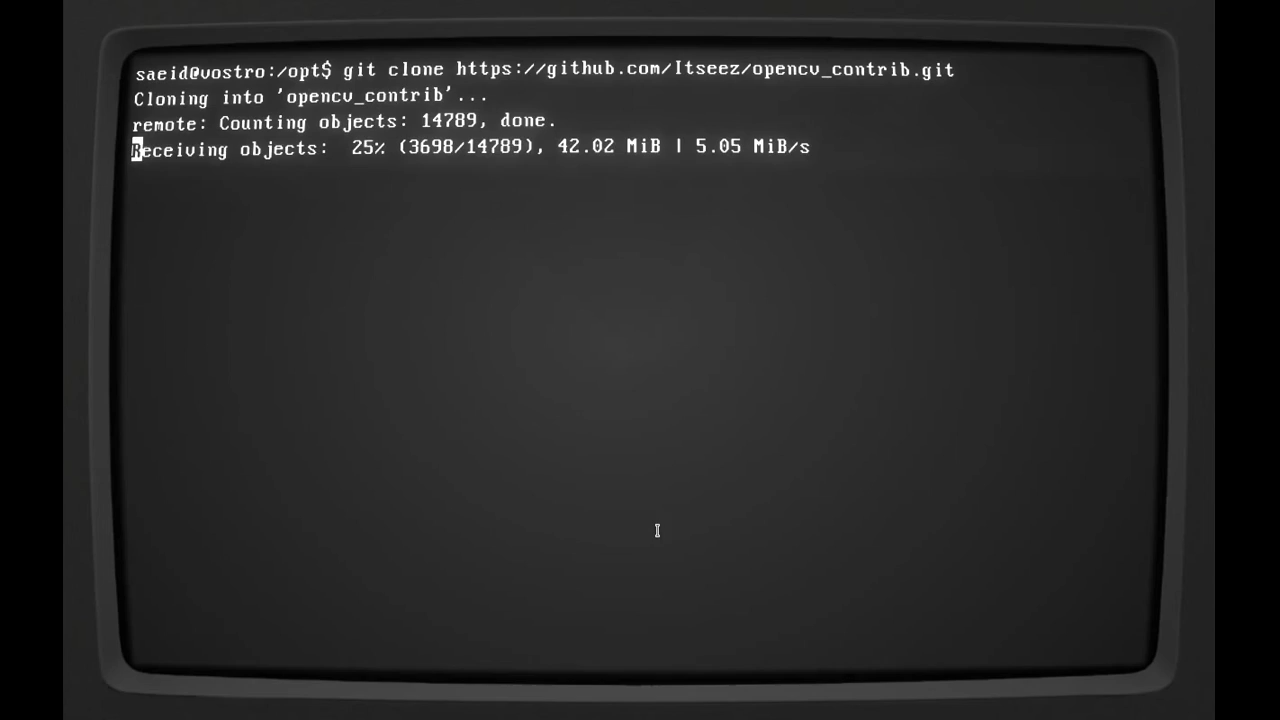 saeid@vostro:/opt$ git clone https://github.com/Itseez/opencv_contrib.git
Cloning into 'opencv_contrib'...
remote: Counting objects: 14789, done.
Receiving objects:  25% (3698/14789), 42.02 MiB | 5.05 MiB/s